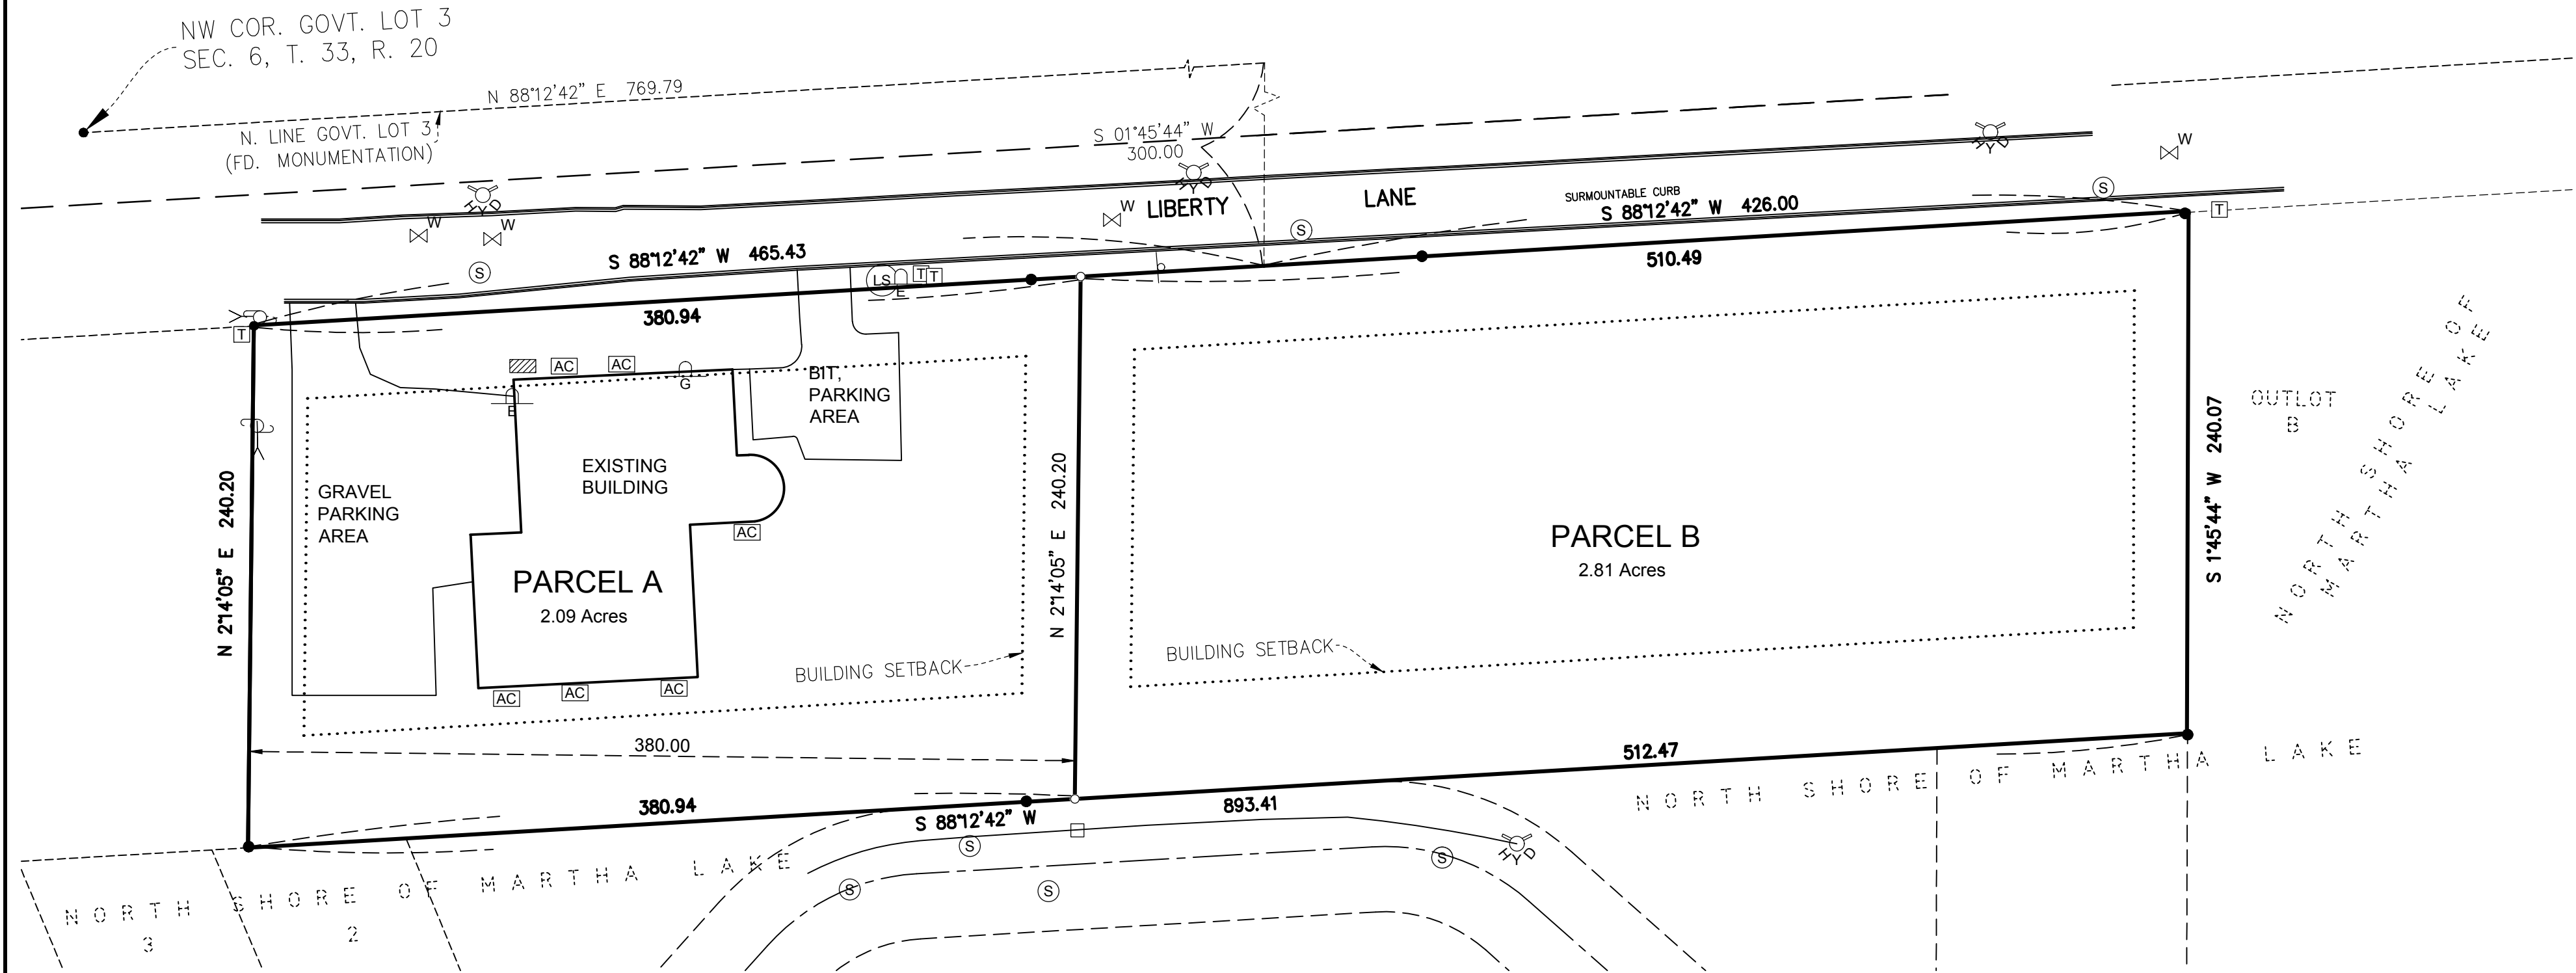 NW COR. GOVT. LOT 3
SEC. 6, T. 33, R. 20
N 88°12'42" E 769.79
N. LINE GOVT. LOT 3
(FD. MONUMENTATION)
S 01°45'44" W
300.00
HYD
HYD
HYD
W
W
W
W
LIBERTY LANE
SURMOUNTABLE CURB
S 88°12'42" W 426.00
S 88°12'42" W 465.43
S
S
S
T
LS
E
T
T
510.49
380.94
T
AC
AC
G
E
BIT,
PARKING
AREA
EXISTING
BUILDING
GRAVEL
PARKING
AREA
AC
N 2°14'05" E 240.20
N 2°14'05" E 240.20
S 1°45'44" W 240.07
OUTLOT
B
NORTH SHORE OF
MARTHA LAKE
PARCEL A
2.09 Acres
PARCEL B
2.81 Acres
BUILDING SETBACK
BUILDING SETBACK
AC
AC
AC
380.00
512.47
380.94
S 88°12'42" W
893.41
NORTH SHORE OF MARTHA LAKE
HYD
S
S
S
S
NORTH SHORE OF MARTHA LAKE
3
2